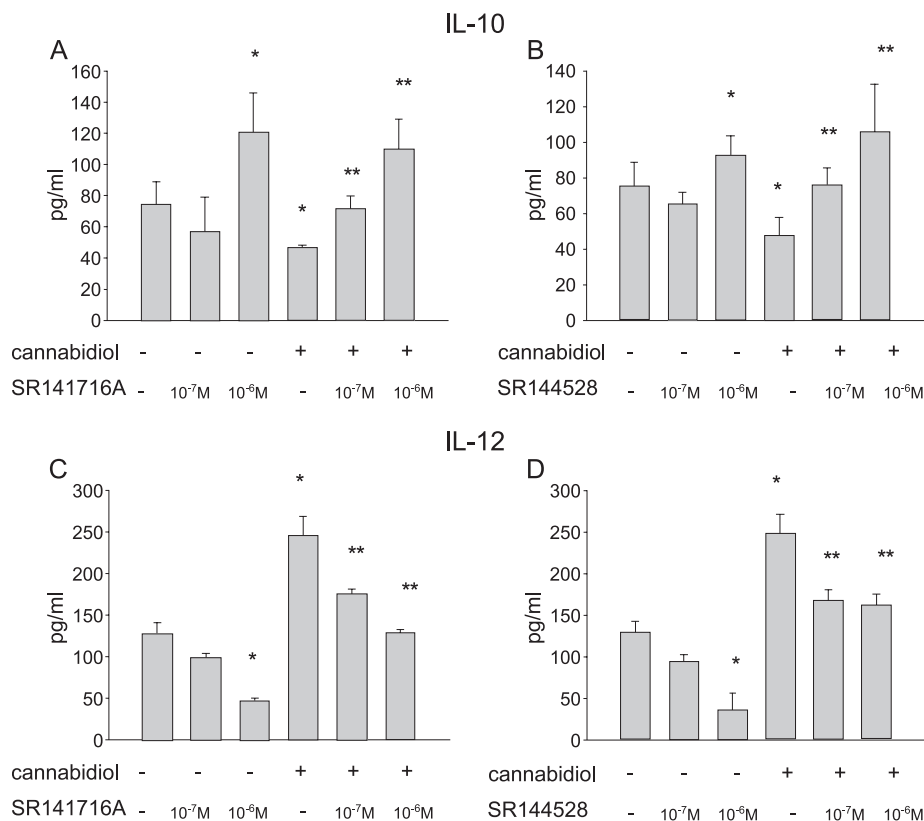 IL-10
A B
* ** * **
160 140
140 120
120 100
100 80
80 60
60 40
40 20
20 0
0
pg/ml pg/ml
* ** * **
cannabidiol - - - + + + cannabidiol - - - + + +
SR141716A - 10⁻⁷M 10⁻⁶M - 10⁻⁷M 10⁻⁶M SR144528 - 10⁻⁷M 10⁻⁶M - 10⁻⁷M 10⁻⁶M
IL-12
C D
* *
300 300
250 250
200 200
150 150
100 100
50 50
0 0
pg/ml pg/ml
** ** ** **
* *
cannabidiol - - - + + + cannabidiol - - - + + +
SR141716A - 10⁻⁷M 10⁻⁶M - 10⁻⁷M 10⁻⁶M SR144528 - 10⁻⁷M 10⁻⁶M - 10⁻⁷M 10⁻⁶M